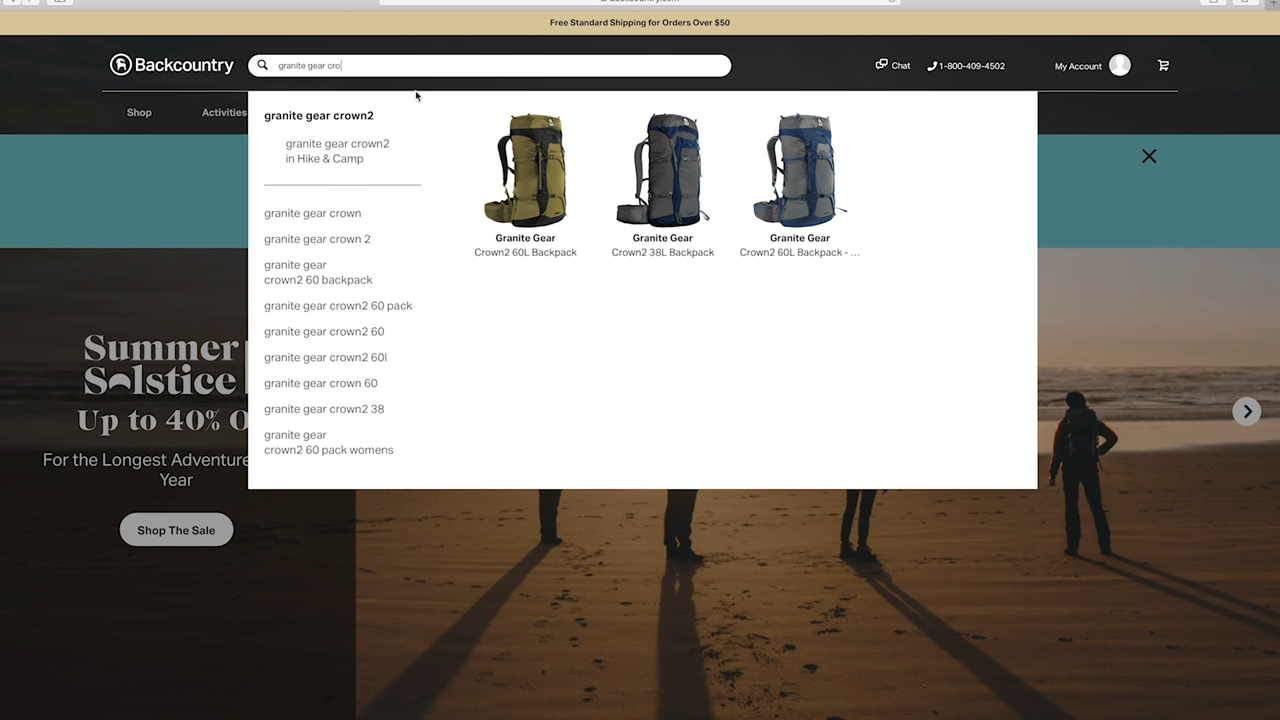 Free Standard Shipping for Orders Over $50
Backcountry
granite gear cro
Chat
1-800-409-4502
My Account
Shop
Activities
granite gear crown2
granite gear crown2
in Hike & Camp
granite gear crown
granite gear crown 2
granite gear
crown2 60 backpack
granite gear crown2 60 pack
granite gear crown2 60
granite gear crown2 60l
granite gear crown 60
granite gear crown2 38
granite gear
crown2 60 pack womens
Granite Gear
Crown2 60L Backpack
Granite Gear
Crown2 38L Backpack
Granite Gear
Crown2 60L Backpack - ...
Summer
Solstice
Up to 40% O
For the Longest Adventure
Year
Shop The Sale